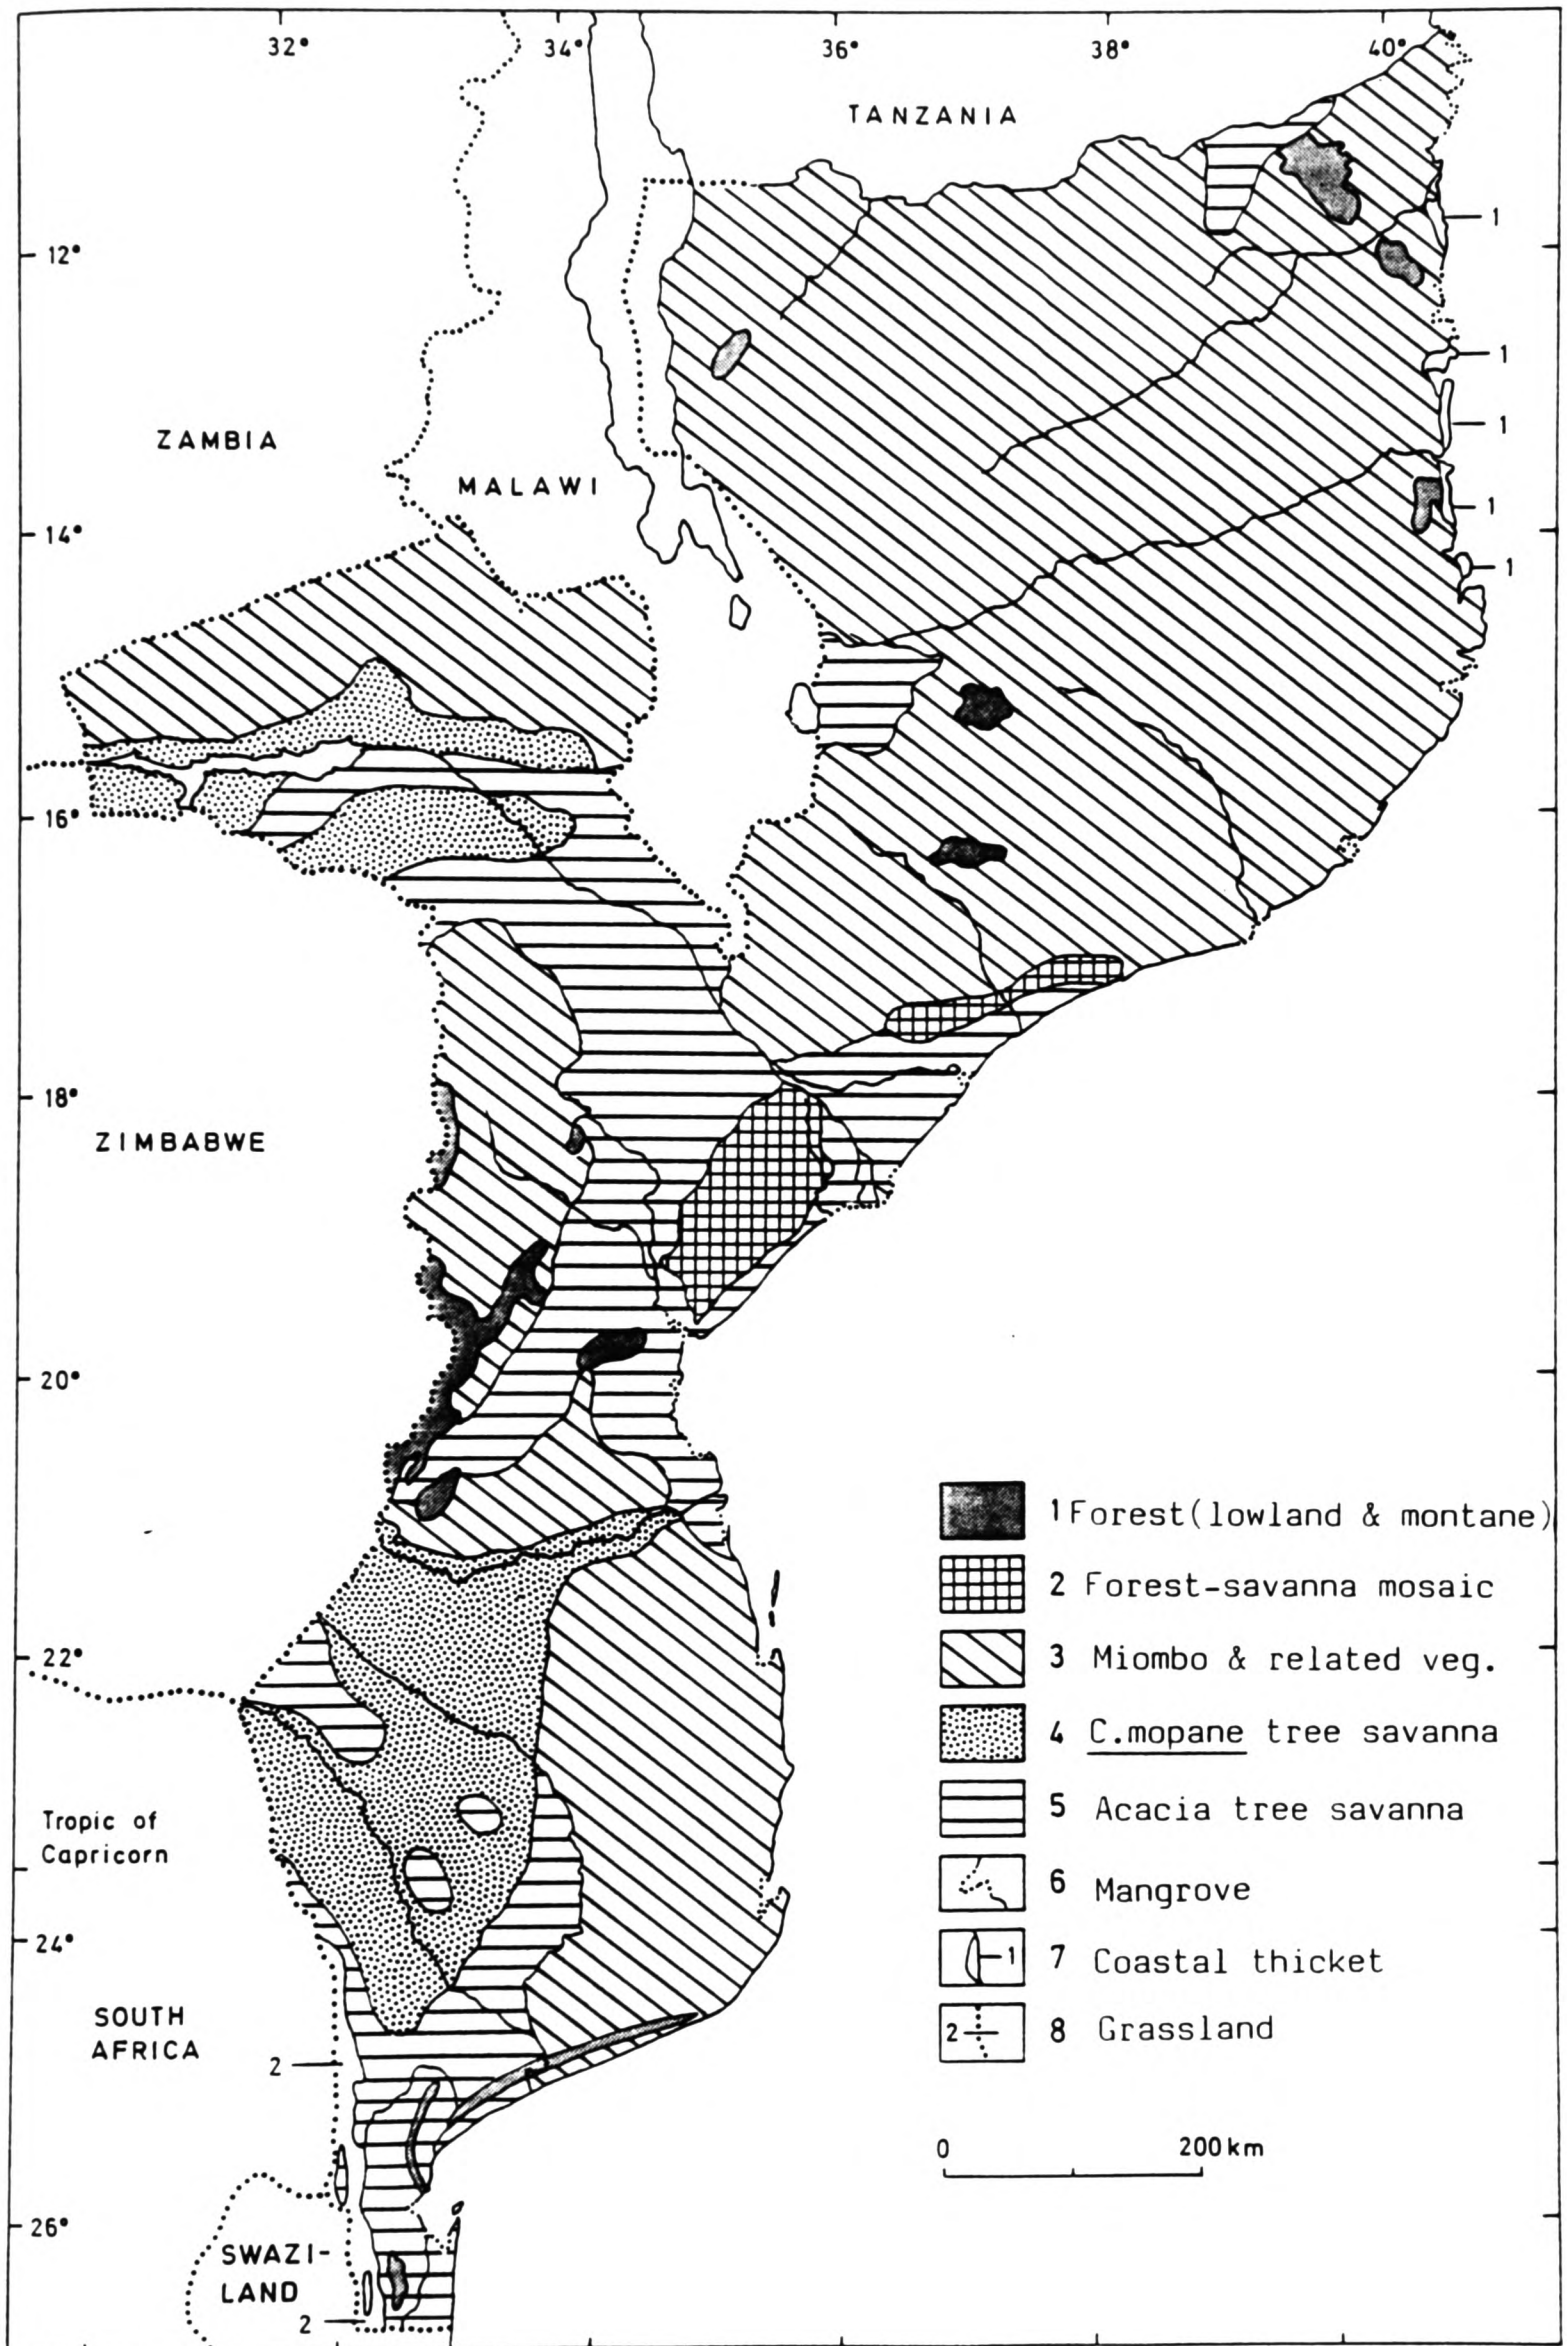 32° 34° 36° 38° 40°
TANZANIA
1
12°
1
ZAMBIA
1
MALAWI
1
14°
1
16°
18°
ZIMBABWE
20°
1 Forest (lowland & montane)
2 Forest-savanna mosaic
22°
3 Miombo & related veg.
4 C.mopane tree savanna
5 Acacia tree savanna
Tropic of
Capricorn
6 Mangrove
24°
1 7 Coastal thicket
SOUTH
AFRICA
2 8 Grassland
2
0 200km
26°
SWAZI-
LAND
2